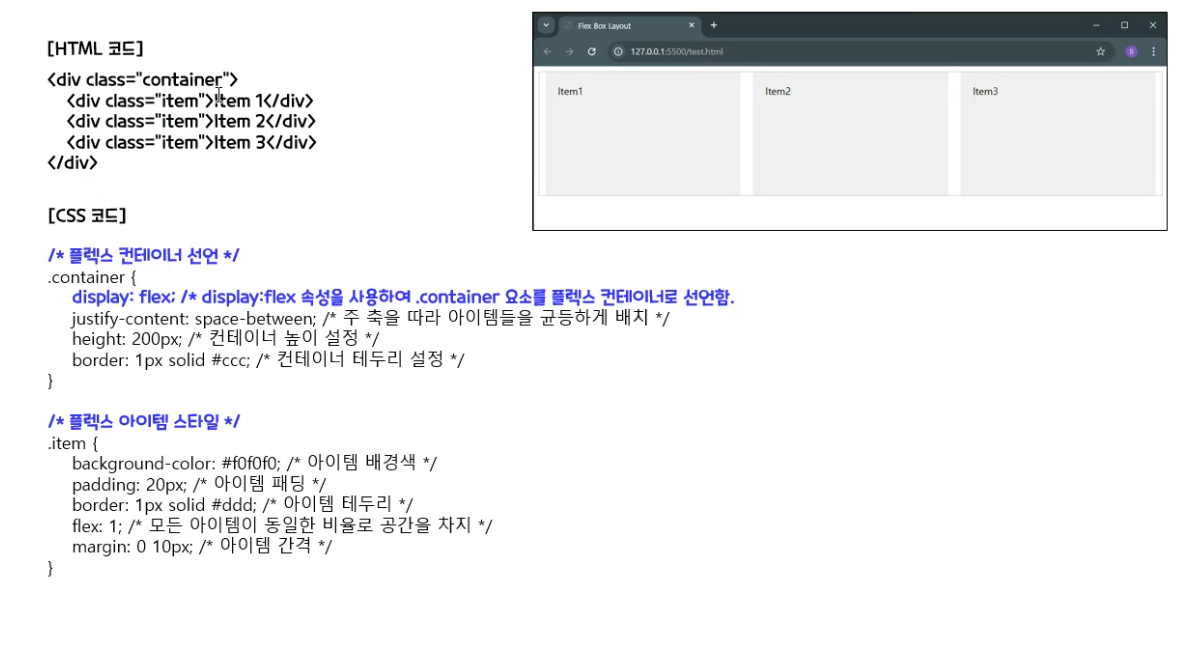 [HTML 코드]
<div class="container">
<div class="item">Item 1</div>
<div class="item">Item 2</div>
<div class="item">Item 3</div>
</div>
[CSS 코드]
/* 플렉스 컨테이너 선언 */
.container {
display: flex; /* display:flex 속성을 사용하여 .container 요소를 플렉스 컨테이너로 선언함.
justify-content: space-between; /* 주 축을 따라 아이템들을 균등하게 배치 */
height: 200px; /* 컨테이너 높이 설정 */
border: 1px solid #ccc; /* 컨테이너 테두리 설정 */
}
/* 플렉스 아이템 스타일 */
.item {
background-color: #f0f0f0; /* 아이템 배경색 */
padding: 20px; /* 아이템 패딩 */
border: 1px solid #ddd; /* 아이템 테두리 */
flex: 1; /* 모든 아이템이 동일한 비율로 공간을 차지 */
margin: 0 10px; /* 아이템 간격 */
}
Flex Box Layout
127.0.0.1:5500/test.html
S
Item1 Item2 Item3